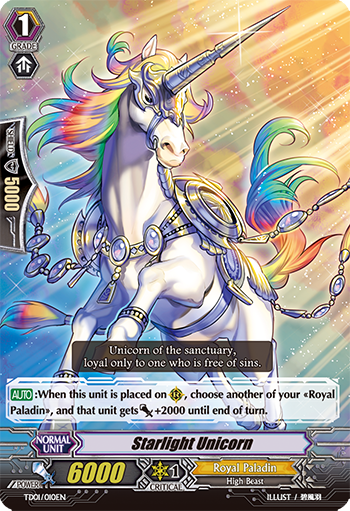 1
GRADE
SHIELD 5000
Unicorn of the sanctuary,
loyal only to one who is free of sins.
AUTO :When this unit is placed on , choose another of your «Royal
Paladin», and that unit gets +2000 until end of turn.
NORMAL
UNIT
Starlight Unicorn
POWER
6000
1
CRITICAL
Royal Paladin
High Beast
TD01/010EN
ILLUST / 碧風羽